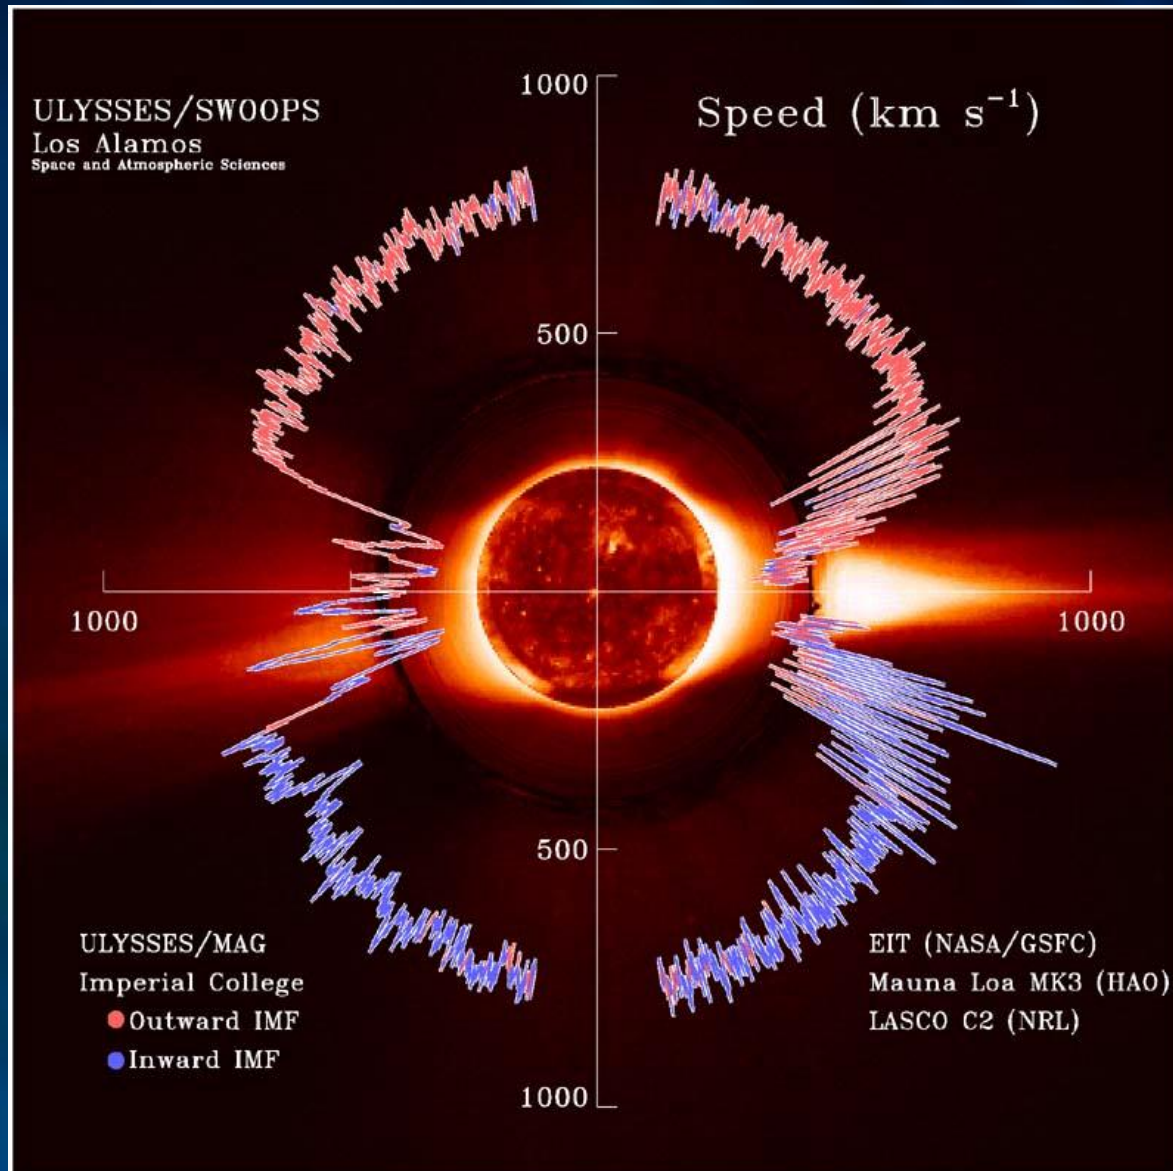 ULYSSES/SWOOPS
Los Alamos
Space and Atmospheric Sciences
Speed (km s⁻¹)
1000
500
1000
1000
500
1000
ULYSSES/MAG
Imperial College
Outward IMF
Inward IMF
EIT (NASA/GSFC)
Mauna Loa MK3 (HAO)
LASCO C2 (NRL)